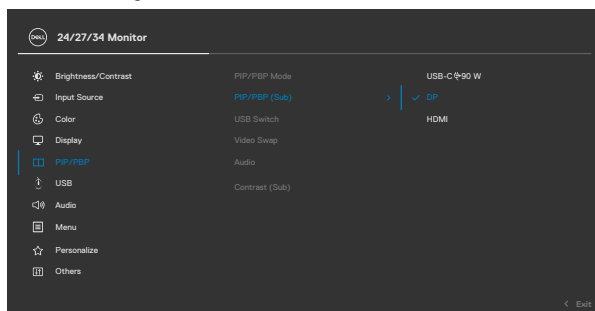 DELL 24/27/34 Monitor
Brightness/Contrast PIP/PBP Mode USB-C 90 W
Input Source PIP/PBP (Sub) > ✓ DP
Color USB Switch HDMI
Display Video Swap
PIP/PBP Audio
USB Contrast (Sub)
Audio
Menu
Personalize
Others
< Exit